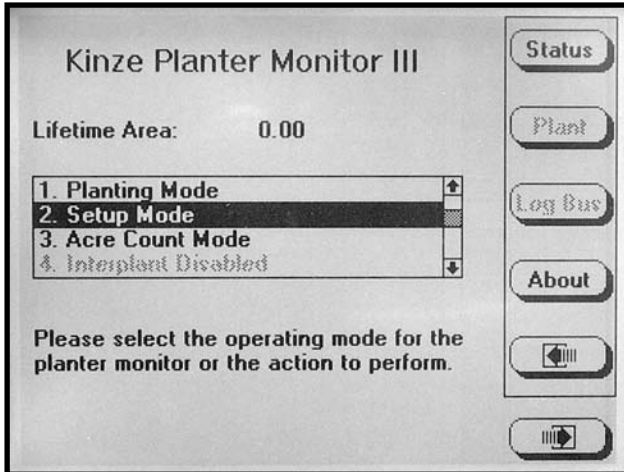 Kinze Planter Monitor III
Lifetime Area: 0.00
1. Planting Mode
2. Setup Mode
3. Acre Count Mode
4. Interplant Disabled
Please select the operating mode for the
planter monitor or the action to perform.
Status
Plant
Log Bus
About